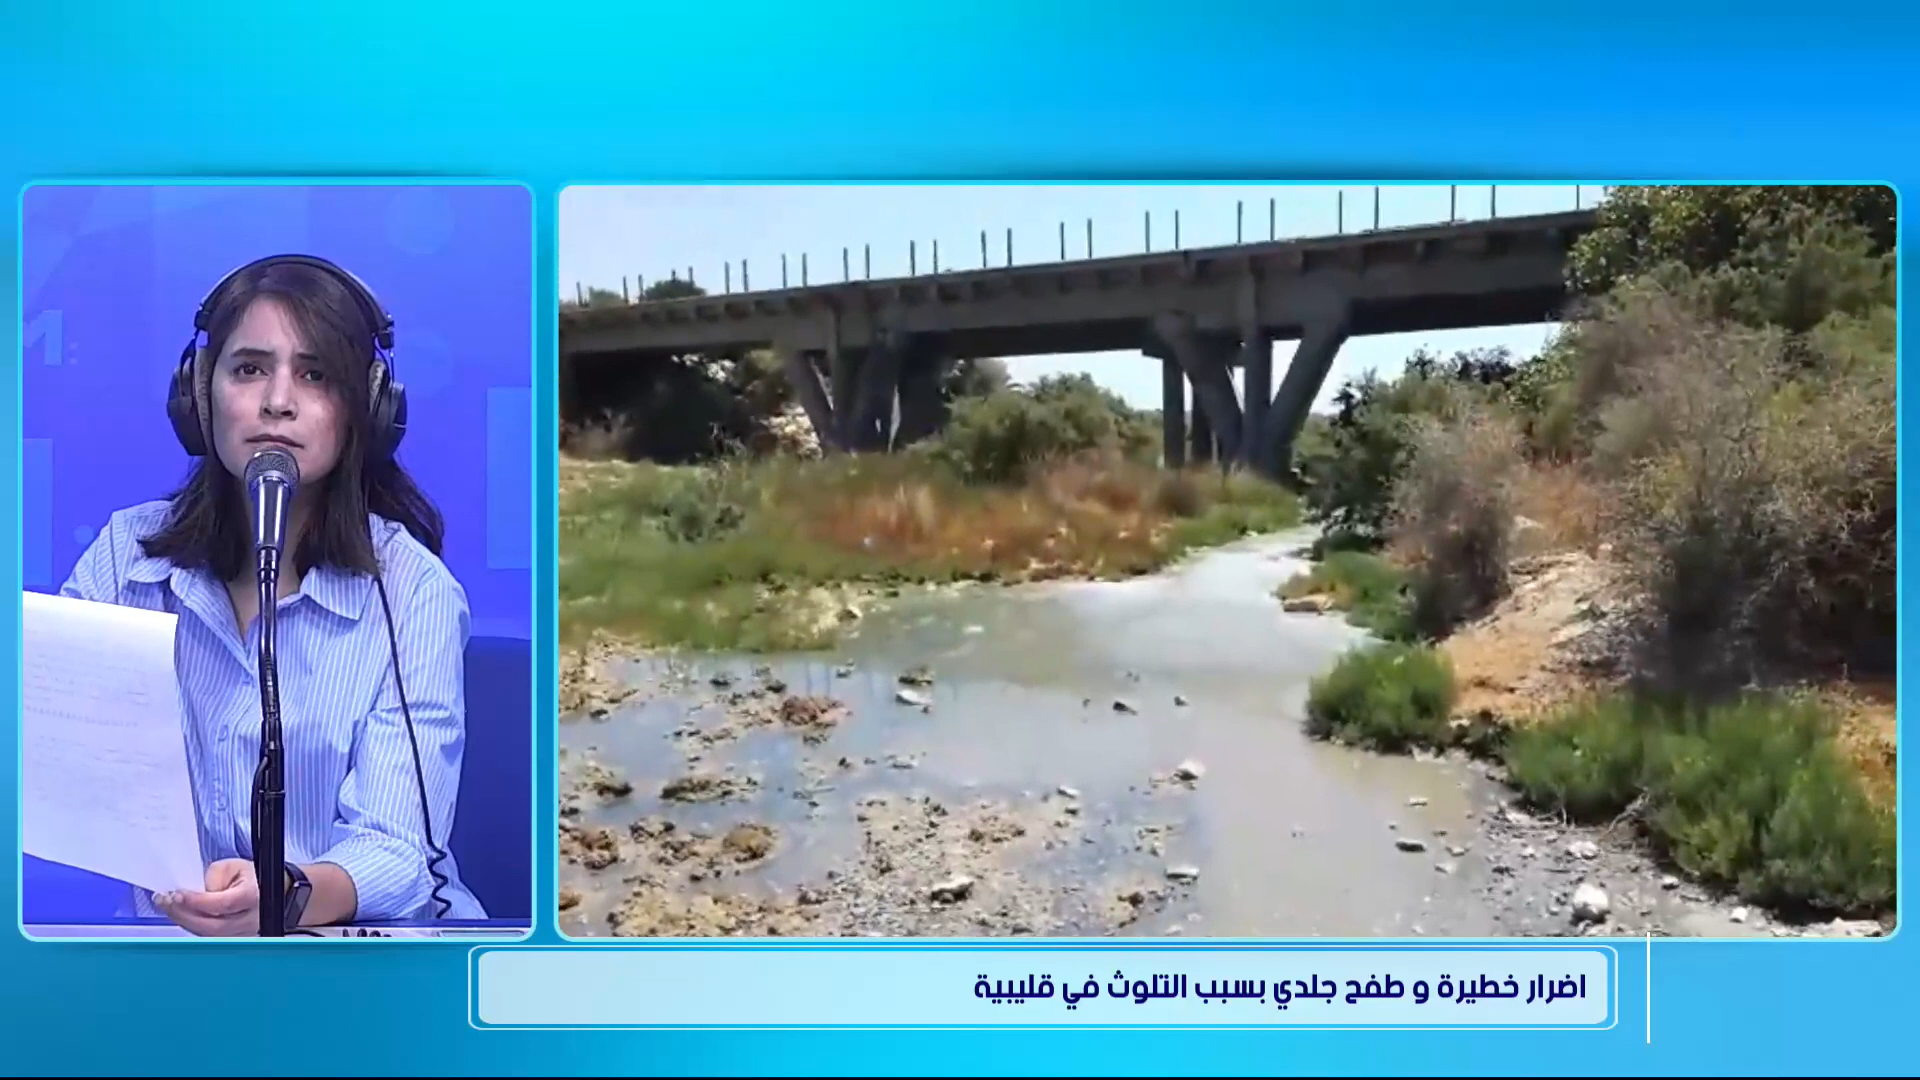 اضرار خطيرة و طفح جلدي بسبب التلوث في قليبية